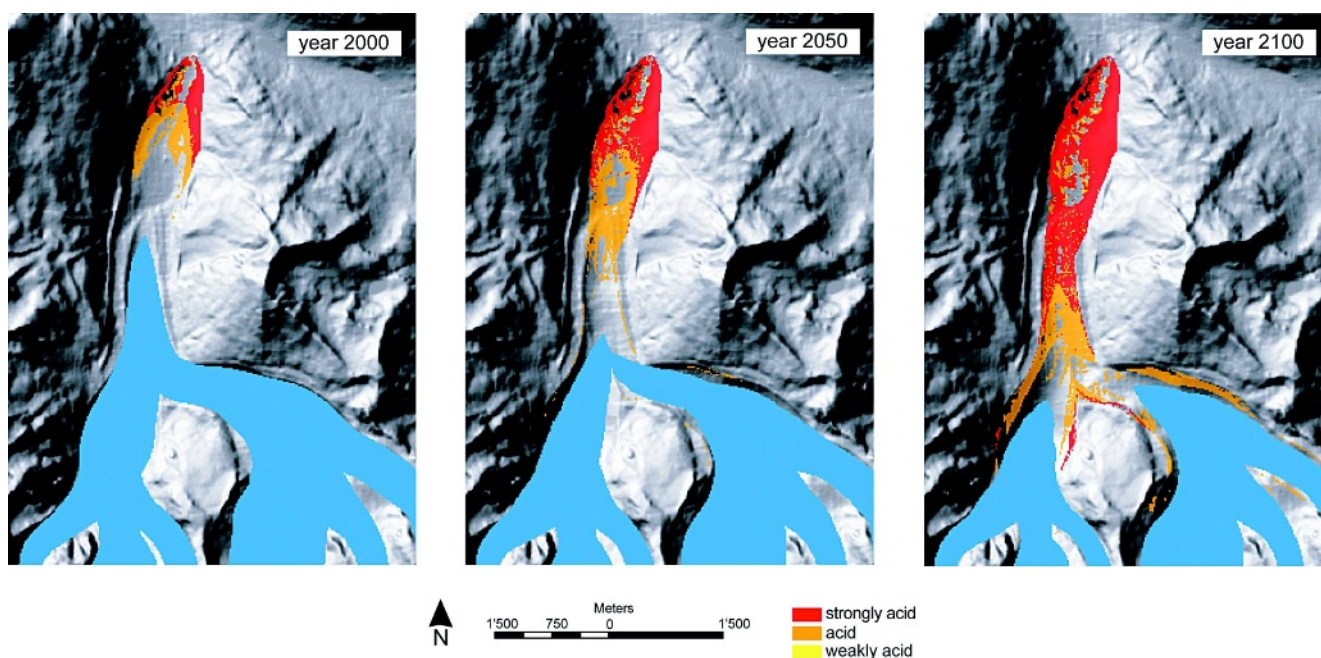 year 2000
year 2050
year 2100
N
Meters
1'500 750 0 1'500
strongly acid
acid
weakly acid